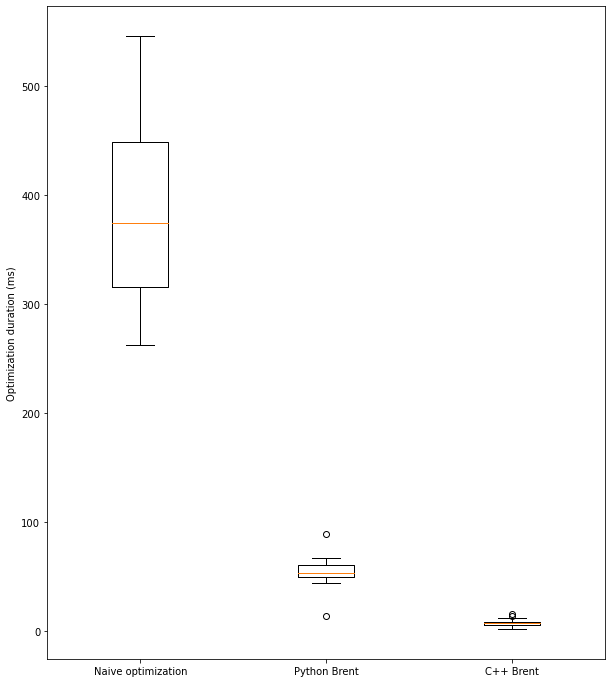 Optimization duration (ms)
500
400
300
200
100
0
Naive optimization
Python Brent
C++ Brent